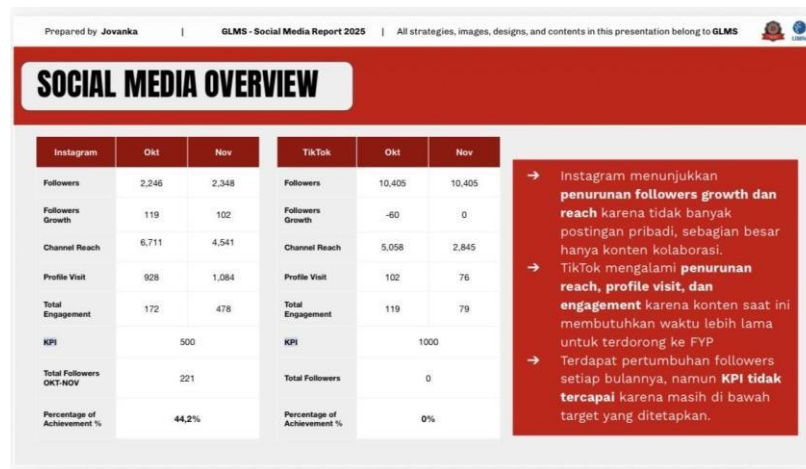 Prepared by Jovanka | GLMS - Social Media Report 2025 | All strategies, images, designs, and contents in this presentation belong to GLMS
SOCIAL MEDIA OVERVIEW
Instagram Okt Nov
Followers 2,246 2,348
Followers
Growth 119 102
Channel Reach 6,711 4,541
Profile Visit 928 1,084
Total
Engagement 172 478
KPI 500
Total Followers
OKT-NOV 221
Percentage of
Achievement % 44,2%
TikTok Okt Nov
Followers 10,405 10,405
Followers
Growth -60 0
Channel Reach 5,058 2,845
Profile Visit 102 76
Total
Engagement 119 79
KPI 1000
Total Followers 0
Percentage of
Achievement % 0%
→ Instagram menunjukkan
penurunan followers growth dan
reach karena tidak banyak
postingan pribadi, sebagian besar
hanya konten kolaborasi.
→ TikTok mengalami penurunan
reach, profile visit, dan
engagement karena konten saat ini
membutuhkan waktu lebih lama
untuk terdorong ke FYP
→ Terdapat pertumbuhan followers
setiap bulannya, namun KPI tidak
tercapai karena masih di bawah
target yang ditetapkan.